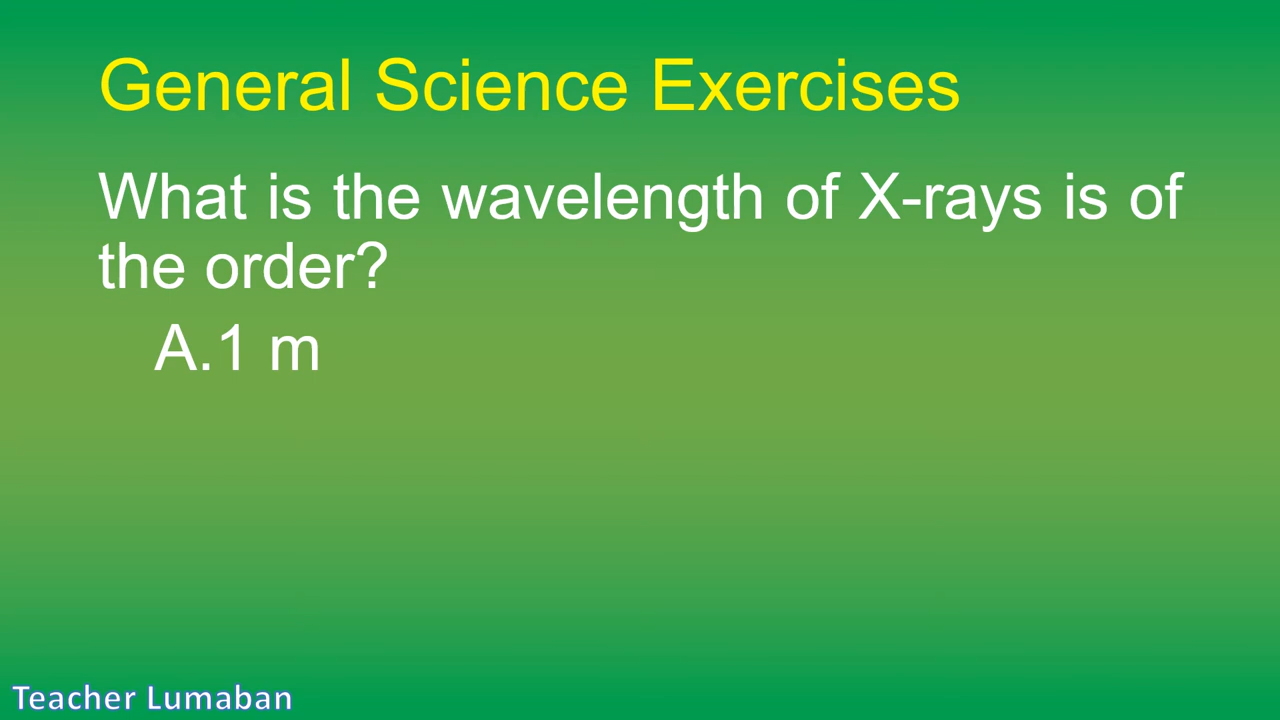 General Science Exercises
What is the wavelength of X-rays is of
the order?
A.1 m
Teacher Lumaban